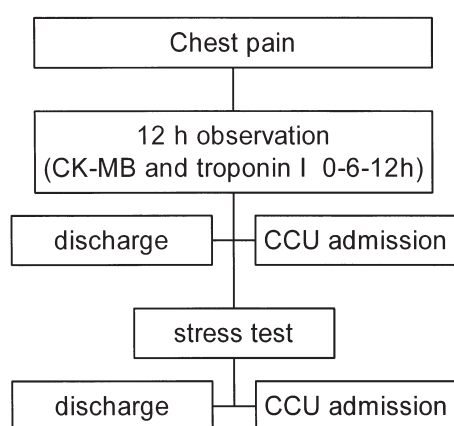 Chest pain
12 h observation
(CK-MB and troponin I 0-6-12h)
discharge
CCU admission
stress test
discharge
CCU admission